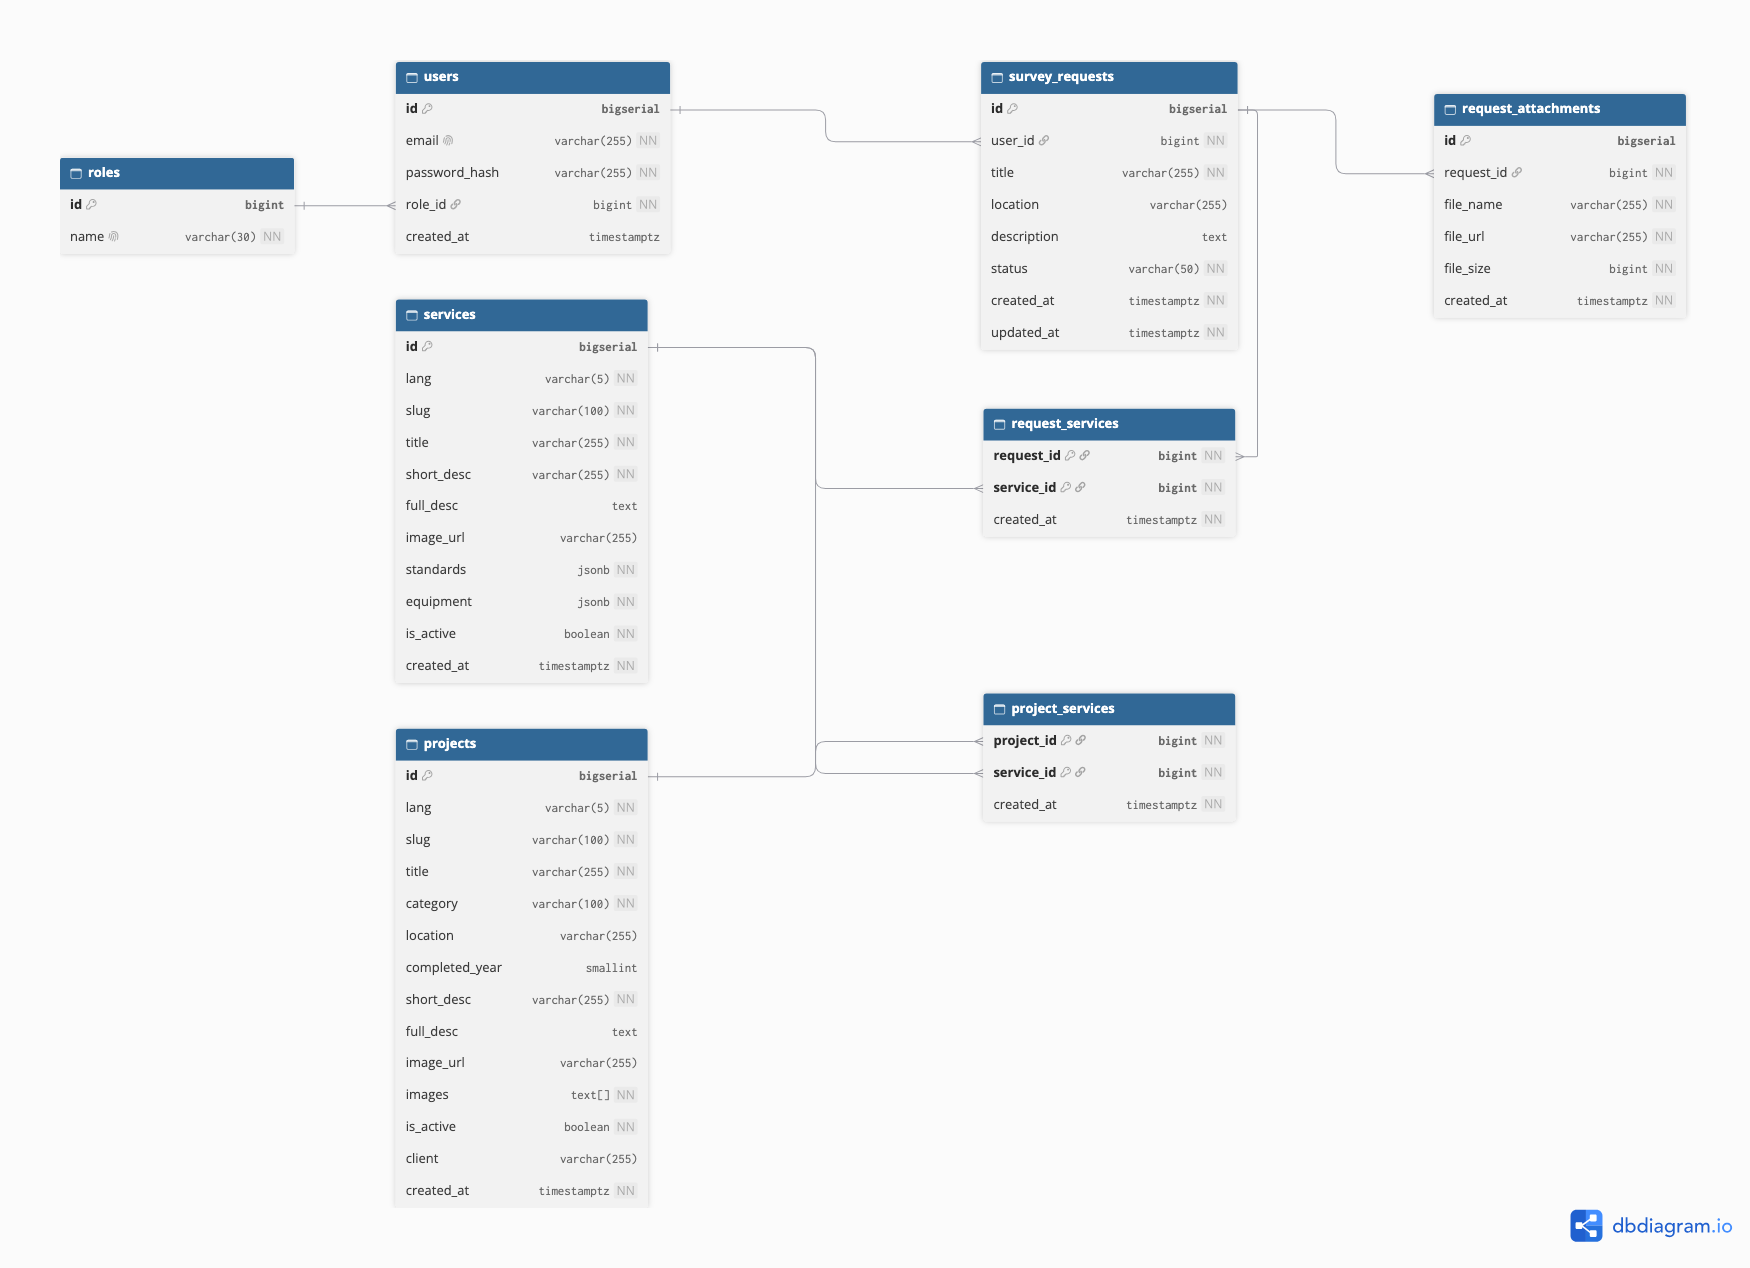 roles
id bigint
name varchar(30) NN
users
id bigserial
email varchar(255) NN
password_hash varchar(255) NN
role_id bigint NN
created_at timestamptz
services
id bigserial
lang varchar(5) NN
slug varchar(100) NN
title varchar(255) NN
short_desc varchar(255) NN
full_desc text
image_url varchar(255)
standards jsonb NN
equipment jsonb NN
is_active boolean NN
created_at timestamptz NN
projects
id bigserial
lang varchar(5) NN
slug varchar(100) NN
title varchar(255) NN
category varchar(100) NN
location varchar(255)
completed_year smallint
short_desc varchar(255) NN
full_desc text
image_url varchar(255)
images text[] NN
is_active boolean NN
client varchar(255)
created_at timestamptz NN
survey_requests
id bigserial
user_id bigint NN
title varchar(255) NN
location varchar(255)
description text
status varchar(50) NN
created_at timestamptz NN
updated_at timestamptz NN
request_services
request_id bigint NN
service_id bigint NN
created_at timestamptz NN
project_services
project_id bigint NN
service_id bigint NN
created_at timestamptz NN
request_attachments
id bigserial
request_id bigint NN
file_name varchar(255) NN
file_url varchar(255) NN
file_size bigint NN
created_at timestamptz NN
dbdiagram.io